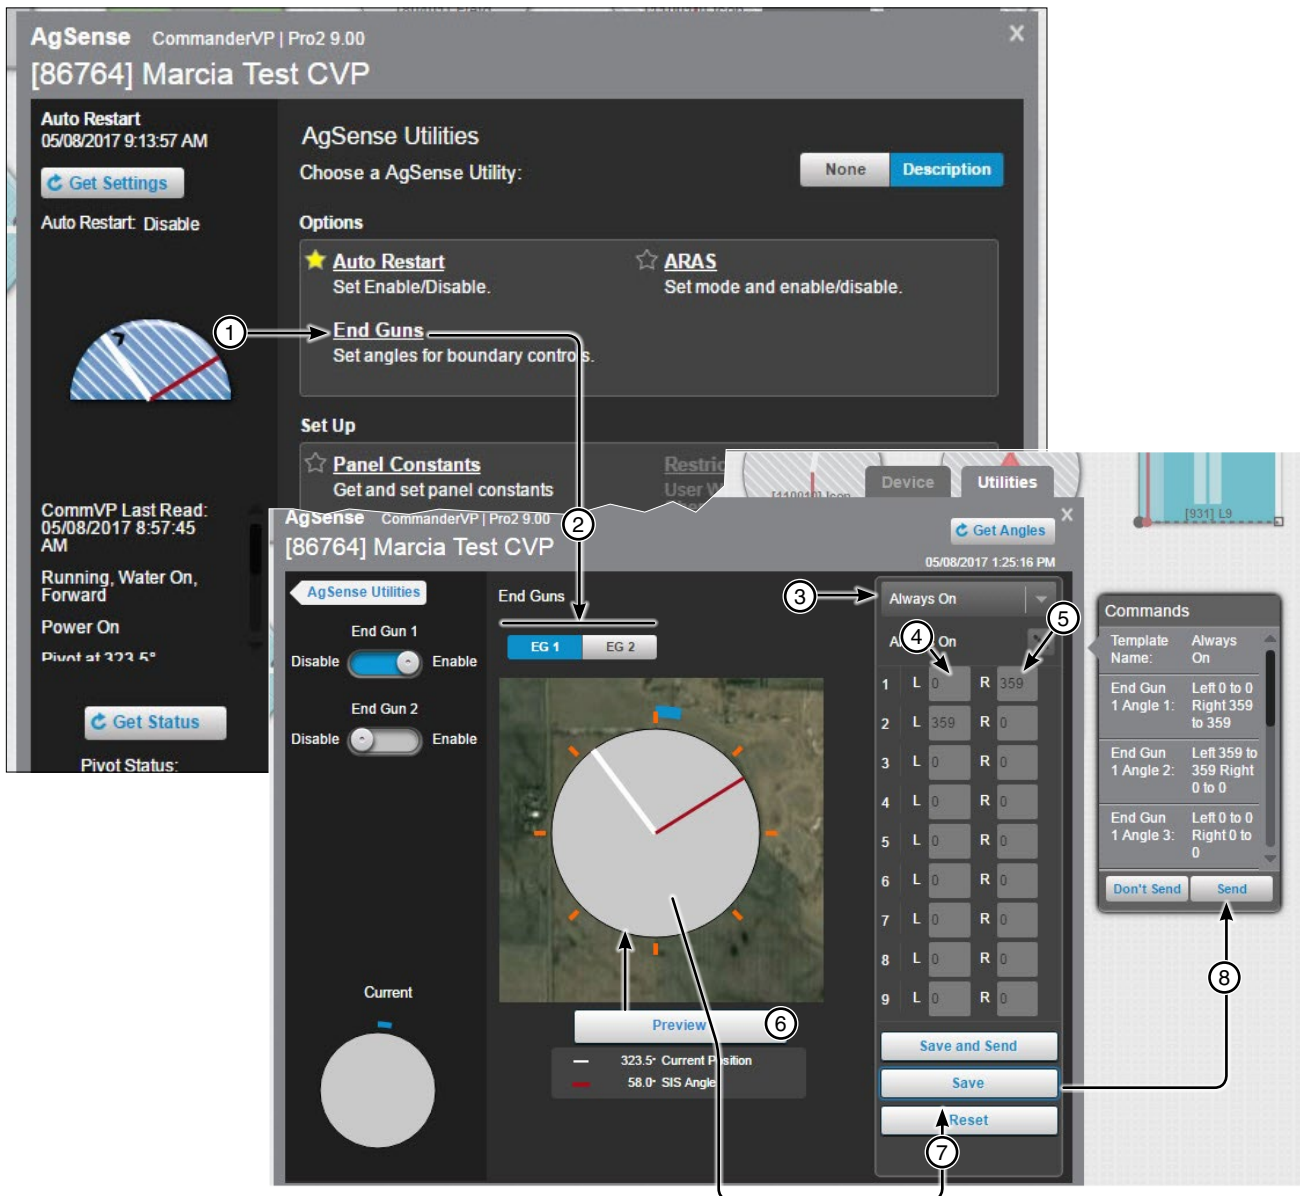 AgSense CommanderVP | Pro2 9.00
X
[86764] Marcia Test CVP
Auto Restart
05/08/2017 9:13:57 AM
Get Settings
Auto Restart: Disable
AgSense Utilities
Choose a AgSense Utility:
None Description
Options
Auto Restart
Set Enable/Disable.
ARAS
Set mode and enable/disable.
1
End Guns
Set angles for boundary controls.
Set Up
Panel Constants
Get and set panel constants
CommVP Last Read:
05/08/2017 8:57:45
AM
Running, Water On,
Forward
Power On
Pivot at 323.5°
Get Status
Pivot Status:
Device Utilities
[931] L9
AgSense CommanderVP | Pro2 9.00
2
X
[86764] Marcia Test CVP
Get Angles
05/08/2017 1:25:16 PM
AgSense Utilities
End Gun 1
Disable Enable
End Gun 2
Disable Enable
Current
End Guns
EG 1 EG 2
Preview
6
323.5° Current Position
58.0° SIS Angle
3
Always On
4
5
1 L 0 R 359
2 L 359 R 0
3 L 0 R 0
4 L 0 R 0
5 L 0 R 0
6 L 0 R 0
7 L 0 R 0
8 L 0 R 0
9 L 0 R 0
Save and Send
Save
Reset
7
Commands
Template Name: Always On
End Gun 1 Angle 1: Left 0 to 0 Right 359 to 359
End Gun 1 Angle 2: Left 359 to 359 Right 0 to 0
End Gun 1 Angle 3: Left 0 to 0 Right 0 to 0
Don't Send Send
8